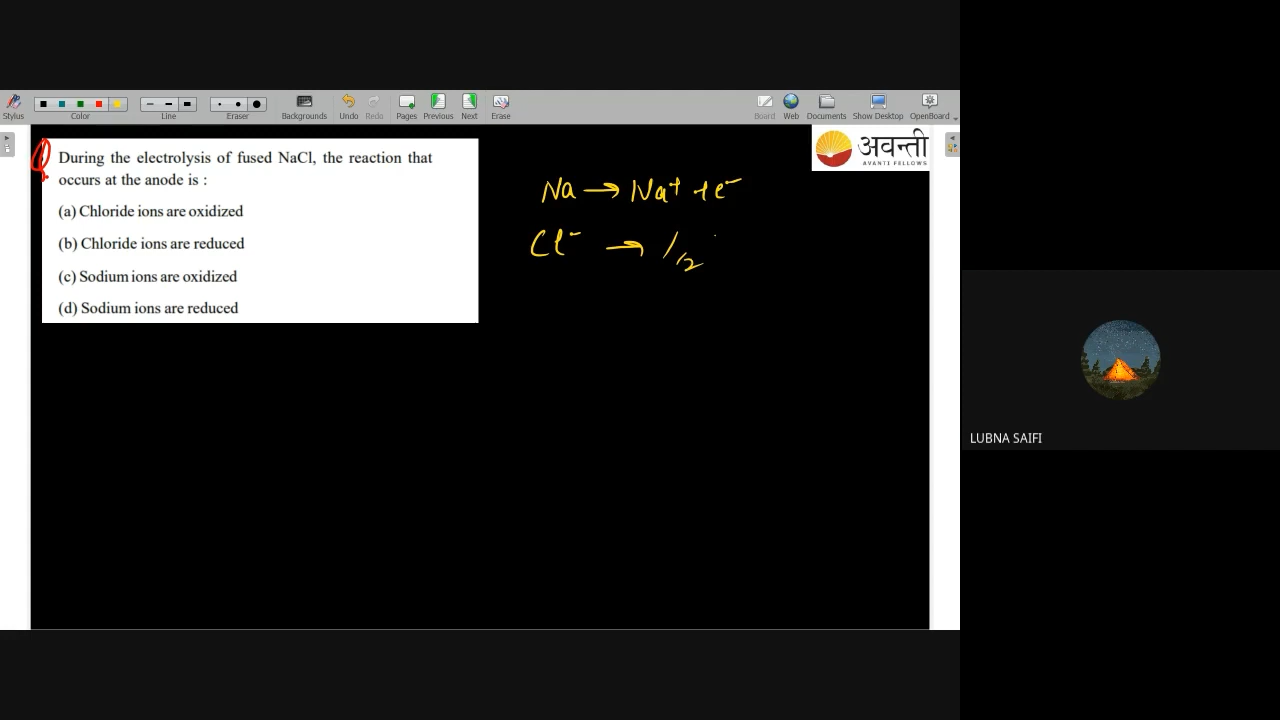 Stylus
Color
Line
Eraser
Backgrounds
Undo
Redo
Pages
Previous
Next
Erase
Board
Web
Documents
Show Desktop
OpenBoard
अवन्ती
AVANTI FELLOWS
Q. During the electrolysis of fused NaCl, the reaction that
occurs at the anode is :
(a) Chloride ions are oxidized
(b) Chloride ions are reduced
(c) Sodium ions are oxidized
(d) Sodium ions are reduced
Na → Na⁺ + e⁻
Cl⁻ → 1/2
LUBNA SAIFI